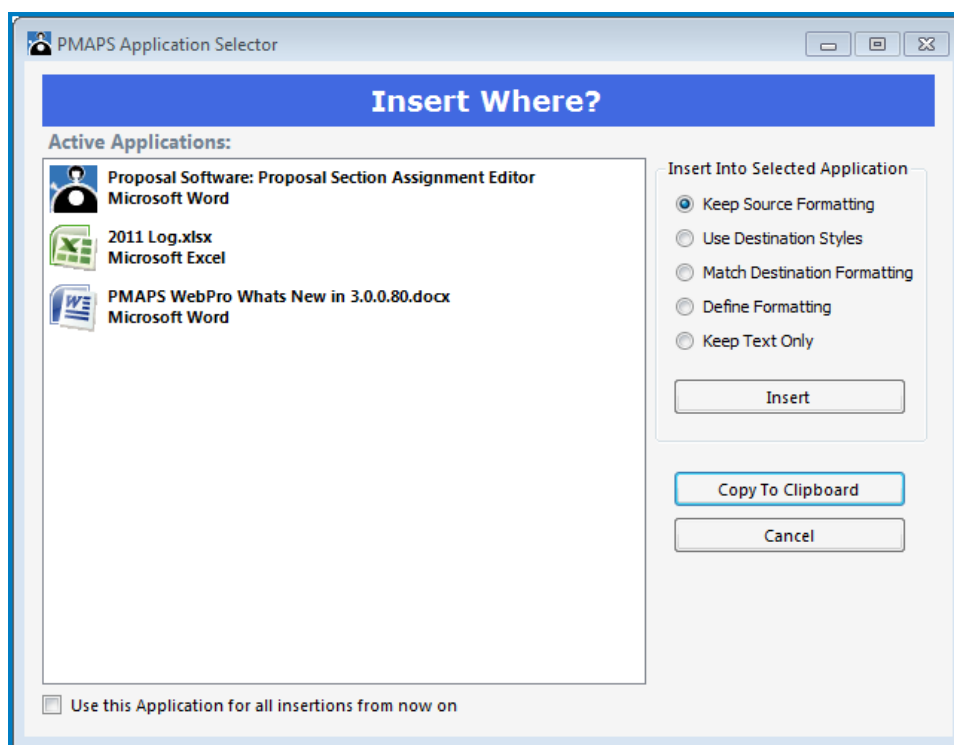 PMAPS Application Selector
Insert Where?
Active Applications:
Proposal Software: Proposal Section Assignment Editor
Microsoft Word
2011 Log.xlsx
Microsoft Excel
PMAPS WebPro Whats New in 3.0.0.80.docx
Microsoft Word
Insert Into Selected Application
Keep Source Formatting
Use Destination Styles
Match Destination Formatting
Define Formatting
Keep Text Only
Insert
Copy To Clipboard
Cancel
Use this Application for all insertions from now on